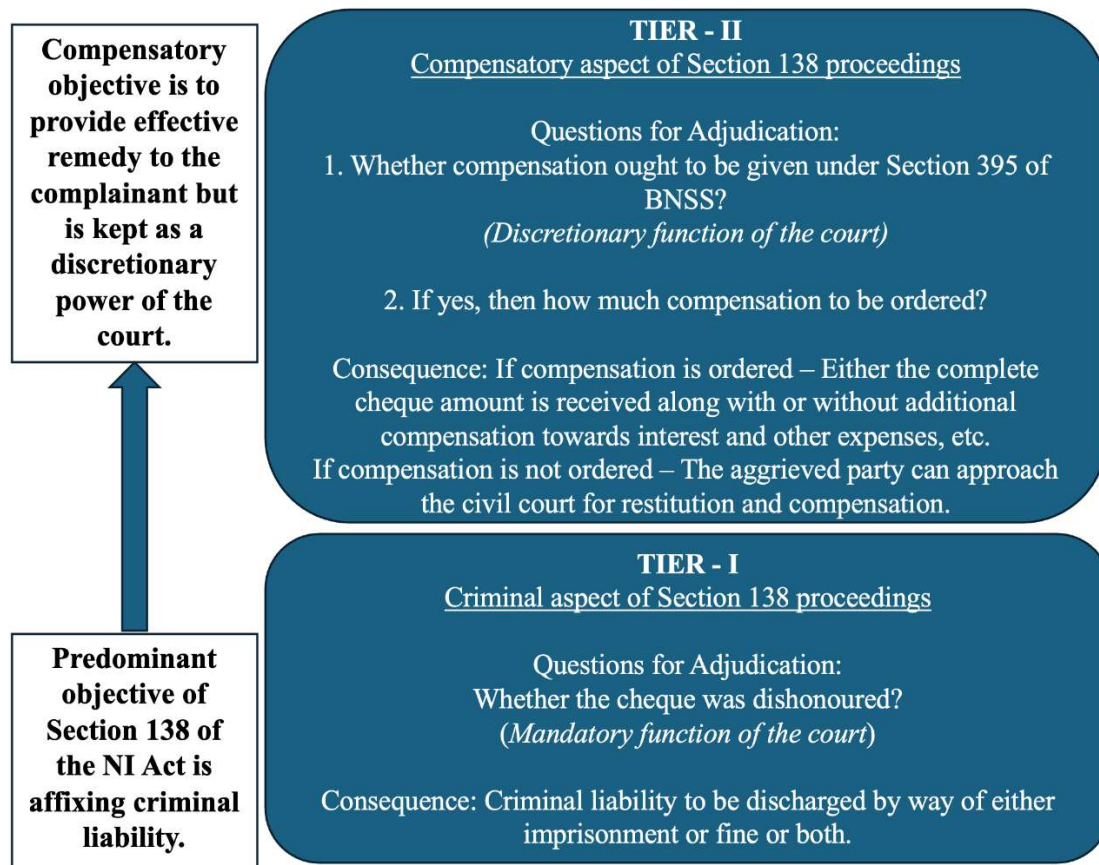 Compensatory
objective is to
provide effective
remedy to the
complainant but
is kept as a
discretionary
power of the
court.
TIER - II
Compensatory aspect of Section 138 proceedings
Questions for Adjudication:
1. Whether compensation ought to be given under Section 395 of
BNSS?
(Discretionary function of the court)
2. If yes, then how much compensation to be ordered?
Consequence: If compensation is ordered – Either the complete
cheque amount is received along with or without additional
compensation towards interest and other expenses, etc.
If compensation is not ordered – The aggrieved party can approach
the civil court for restitution and compensation.
Predominant
objective of
Section 138 of
the NI Act is
affixing criminal
liability.
TIER - I
Criminal aspect of Section 138 proceedings
Questions for Adjudication:
Whether the cheque was dishonoured?
(Mandatory function of the court)
Consequence: Criminal liability to be discharged by way of either
imprisonment or fine or both.